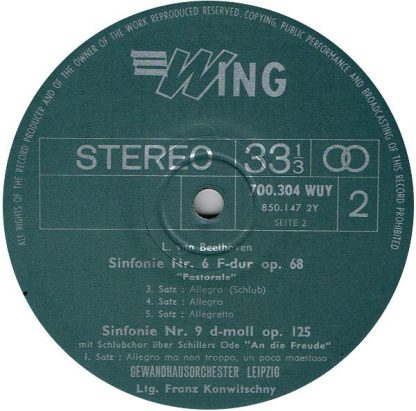 ALL RIGHTS OF THE RECORD PRODUCER AND OF THE OWNER OF THE WORK REPRODUCED RESERVED. COPYING, PUBLIC PERFORMANCE AND BROADCASTING OF THIS RECORD PROHIBITED
WING
STEREO 33 1/3
700.304 WUY
850.147 2Y
SEITE 2
2
L. van Beethoven
Sinfonie Nr. 6 F-dur op. 68
"Pastorale"
3. Satz : Allegro (Schlub)
4. Satz : Allegro
5. Satz : Allegretto
Sinfonie Nr. 9 d-moll op. 125
mit Schlubchor über Schillers Ode "An die Freude"
1. Satz : Allegro ma non troppo, un poco maestoso
GEWANDHAUSORCHESTER LEIPZIG
Ltg. Franz Konwitschny